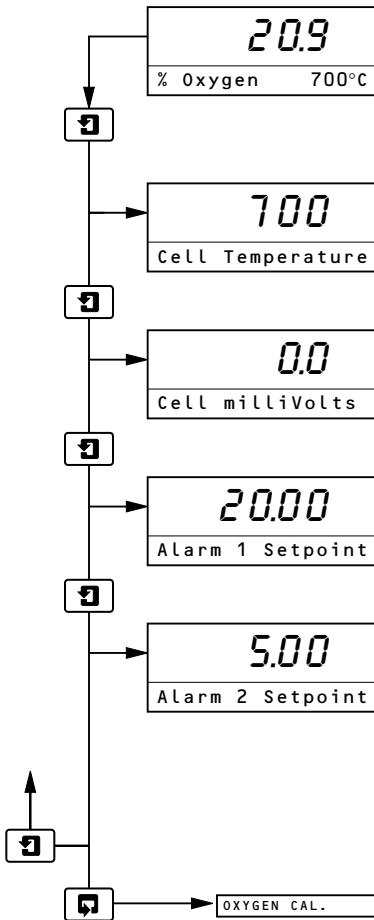 20.9
% Oxygen 700°C
700
Cell Temperature
0.0
Cell milliVolts
20.00
Alarm 1 Setpoint
5.00
Alarm 2 Setpoint
OXYGEN CAL.